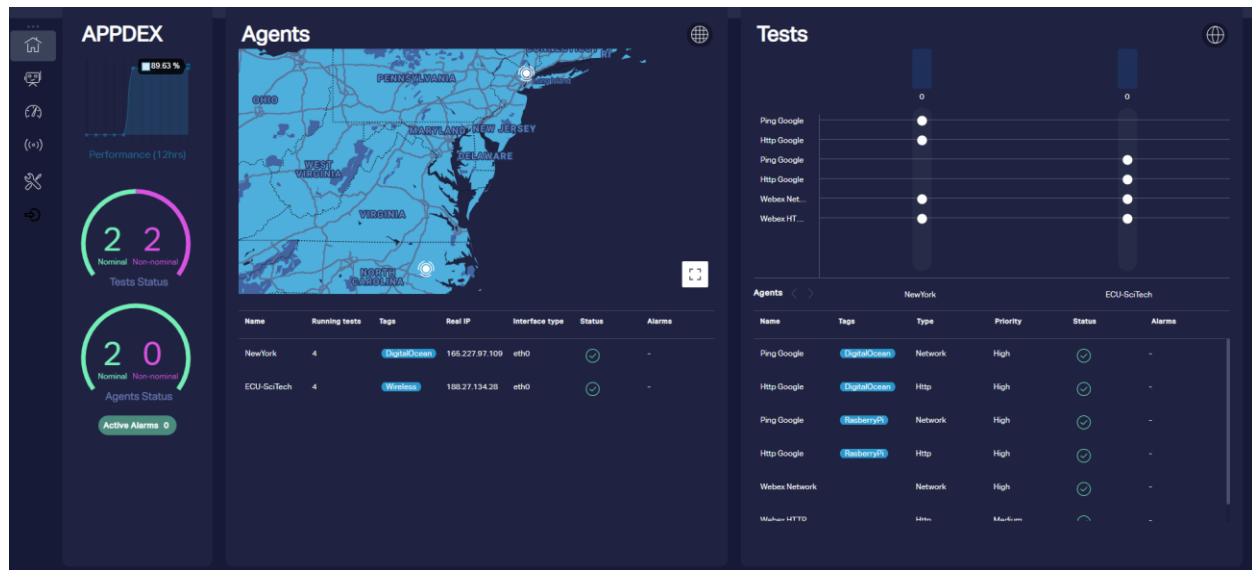 APPDEX
89.63 %
Performance (12hrs)
2 2
Nominal Non-nominal
Tests Status
2 0
Nominal Non-nominal
Agents Status
Active Alarms 0
Agents
PENNSYLVANIA
OHIO
MARYLAND NEW JERSEY
DELAWARE
WEST
VIRGINIA
VIRGINIA
NORTH
CAROLINA
Name Running tests Tags Real IP Interface type Status Alarms
NewYork 4 DigitalOcean 165.227.97.109 eth0 -
ECU-SciTech 4 Wireless 188.27.134.28 eth0 -
Tests
0 0
Ping Google
Http Google
Ping Google
Http Google
Webex Net...
Webex HT...
Agents NewYork ECU-SciTech
Name Tags Type Priority Status Alarms
Ping Google DigitalOcean Network High -
Http Google DigitalOcean Http High -
Ping Google RasberryPi Network High -
Http Google RasberryPi Http High -
Webex Network Network High -
Webex HTTP Http Medium